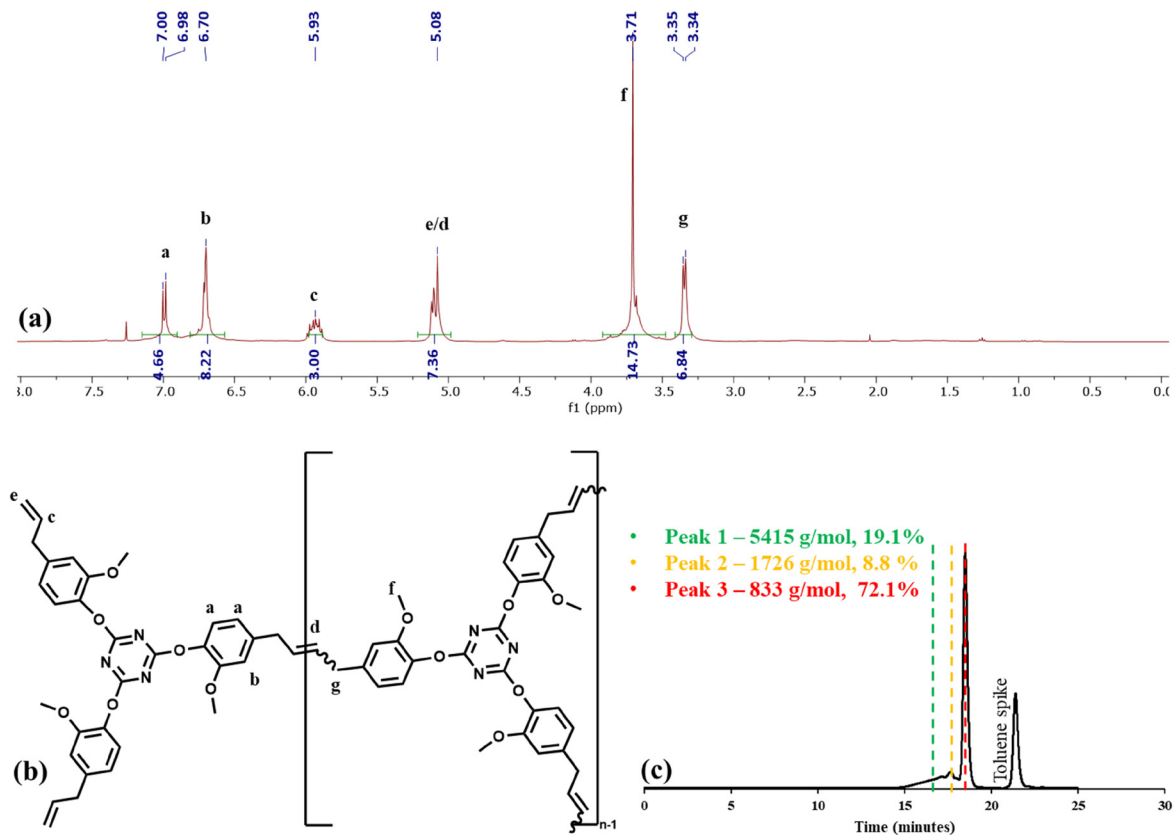 7.00
6.98
6.70
5.93
5.08
3.71
3.35
3.34
a
b
c
e/d
f
g
(a)
4.66
8.22
3.00
7.36
14.73
6.84
8.0 7.5 7.0 6.5 6.0 5.5 5.0 4.5 4.0 3.5 3.0 2.5 2.0 1.5 1.0 0.5 0.0
f1 (ppm)
e
c
O
O
N
N
N
O
O
O
a a
b
O
d
g
f
O
O
O
N
N
N
O
O
O
O
n-1
(b)
• Peak 1 – 5415 g/mol, 19.1%
• Peak 2 – 1726 g/mol, 8.8 %
• Peak 3 – 833 g/mol, 72.1%
Toluene spike
(c)
0 5 10 15 20 25 30
Time (minutes)